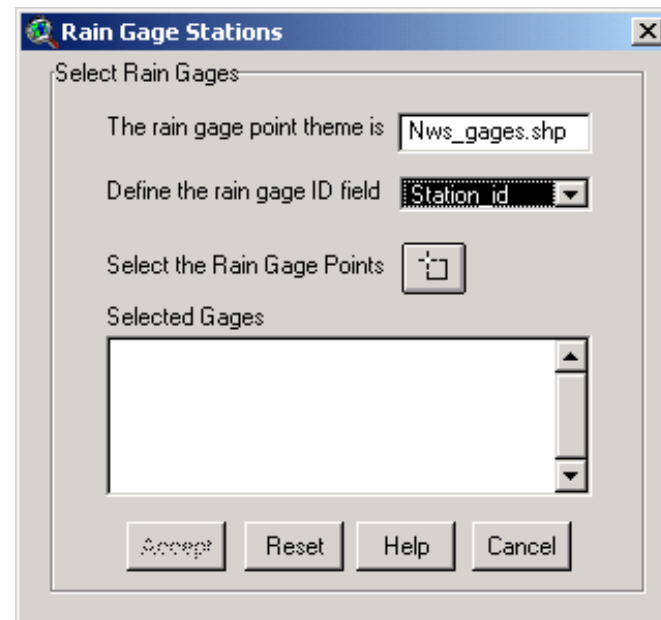 Rain Gage Stations
Select Rain Gages
The rain gage point theme is Nws_gages.shp
Define the rain gage ID field Station_id
Select the Rain Gage Points
Selected Gages
Accept Reset Help Cancel